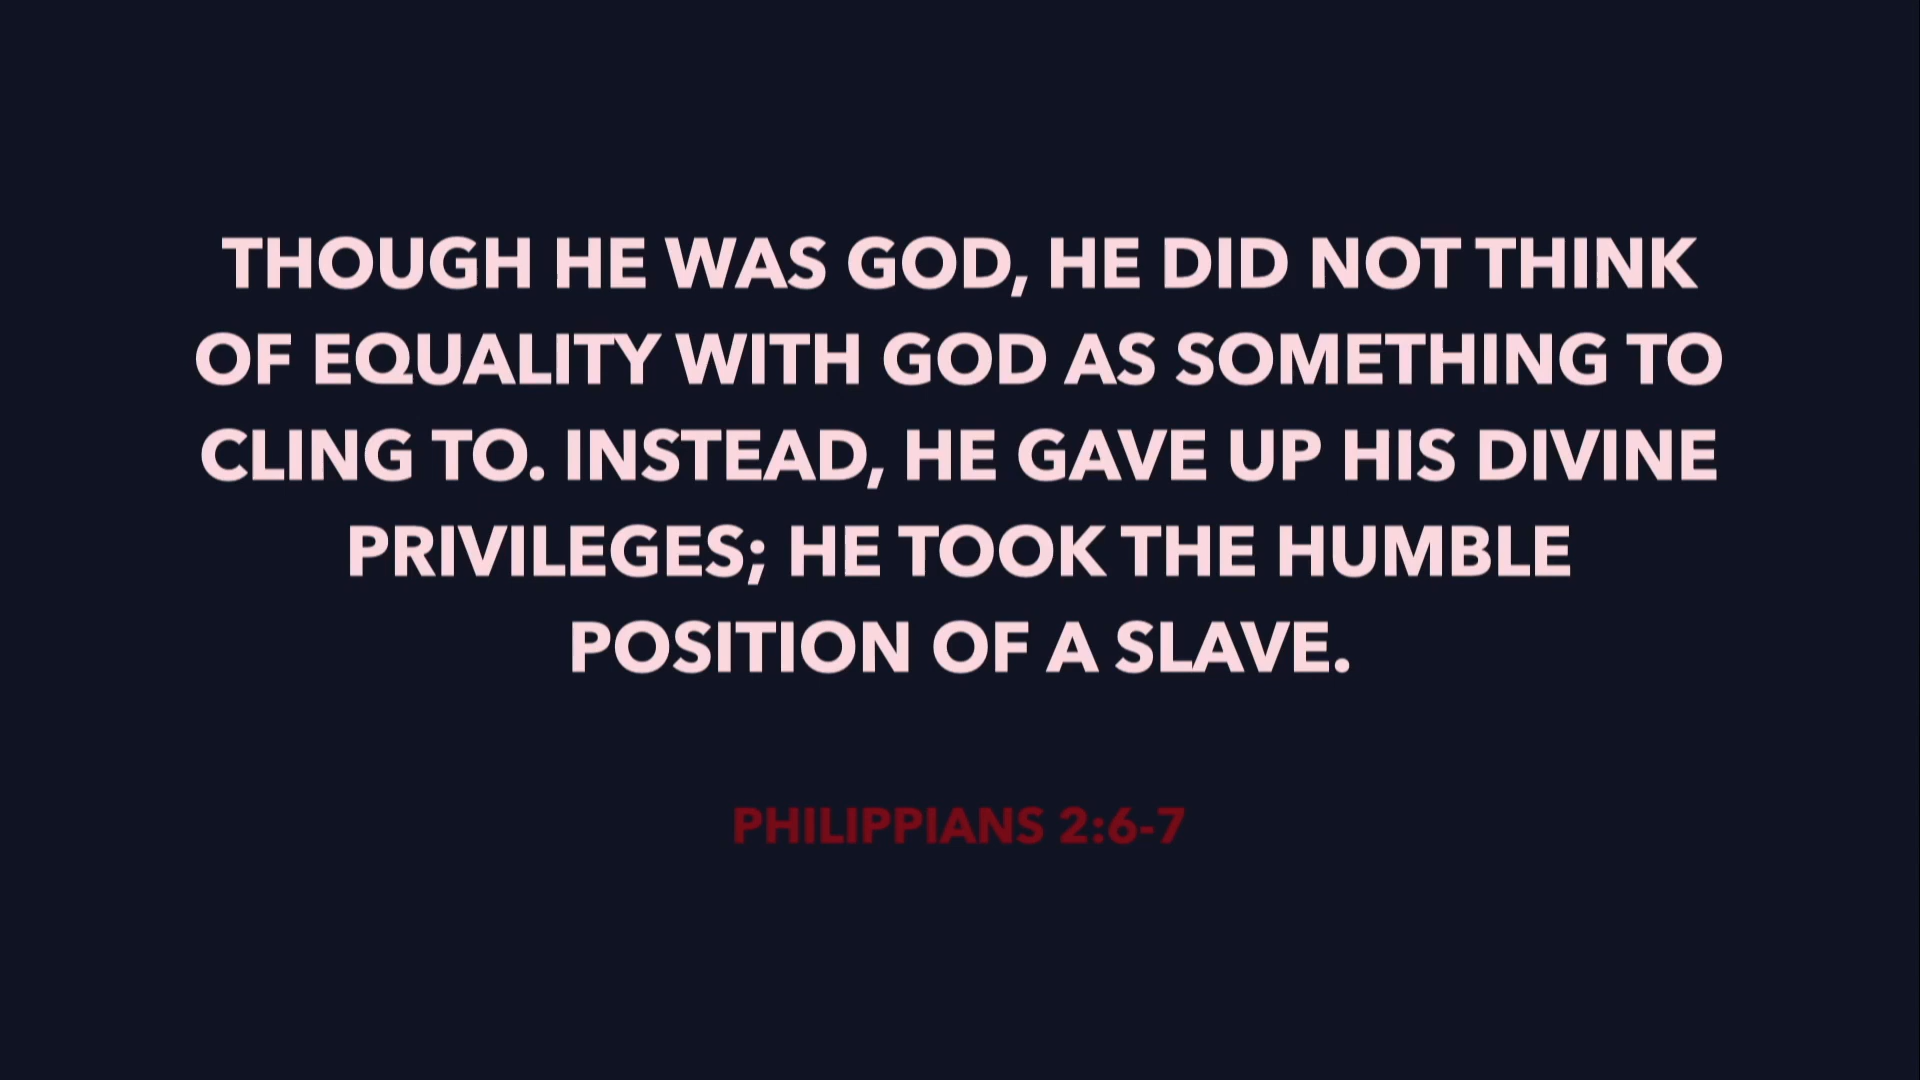 THOUGH HE WAS GOD, HE DID NOT THINK
OF EQUALITY WITH GOD AS SOMETHING TO
CLING TO. INSTEAD, HE GAVE UP HIS DIVINE
PRIVILEGES; HE TOOK THE HUMBLE
POSITION OF A SLAVE.
PHILIPPIANS 2:6-7